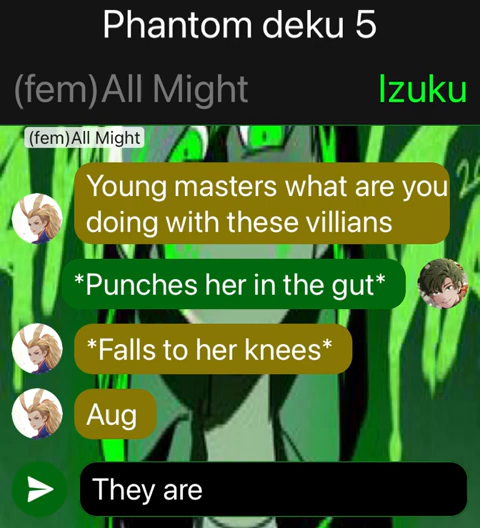 Phantom deku 5
(fem)All Might Izuku
(fem)All Might
Young masters what are you
doing with these villians
*Punches her in the gut*
*Falls to her knees*
Aug
They are